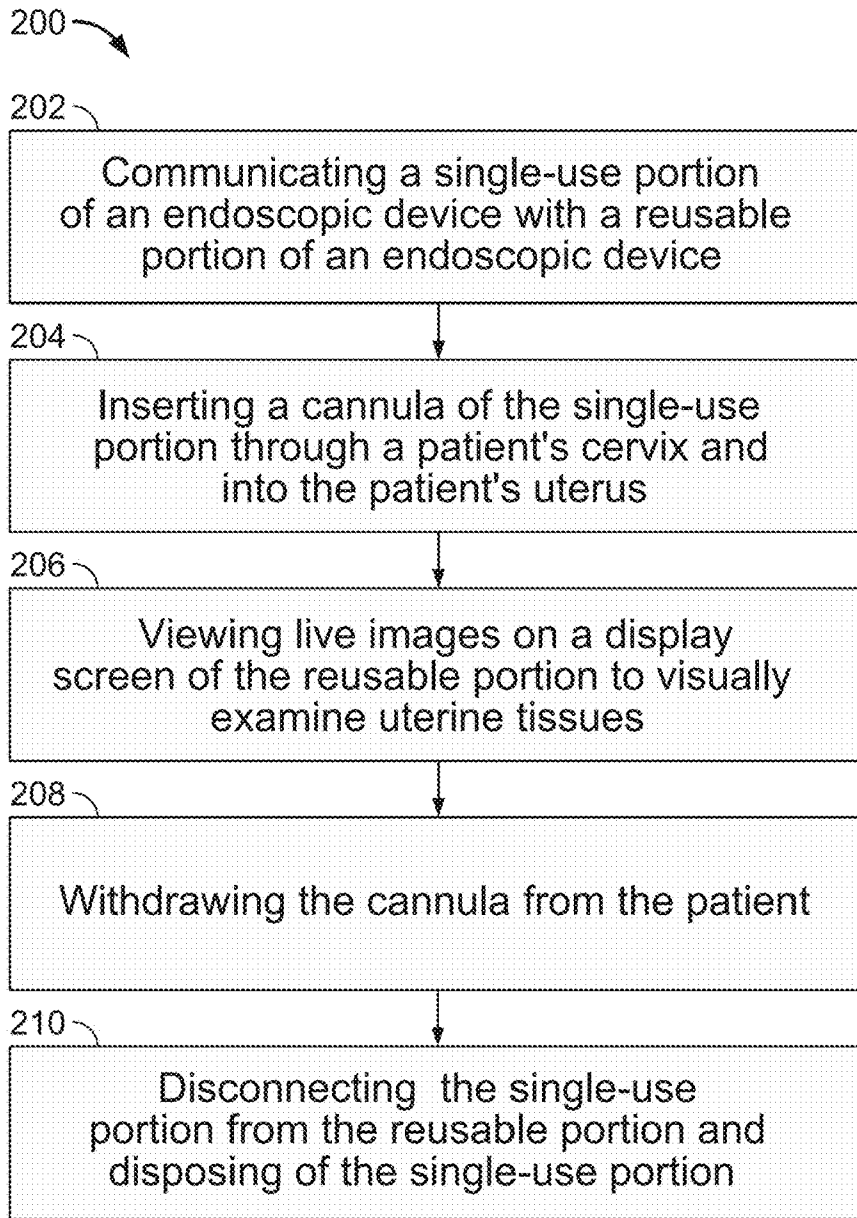 200
202
Communicating a single-use portion
of an endoscopic device with a reusable
portion of an endoscopic device
204
Inserting a cannula of the single-use
portion through a patient's cervix and
into the patient's uterus
206
Viewing live images on a display
screen of the reusable portion to visually
examine uterine tissues
208
Withdrawing the cannula from the patient
210
Disconnecting the single-use
portion from the reusable portion and
disposing of the single-use portion